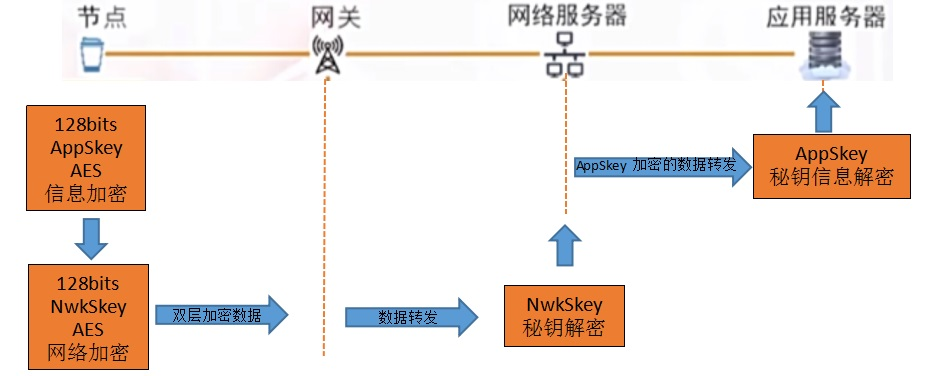 节点
网关
网络服务器
应用服务器
128bits
AppSkey
AES
信息加密
AppSkey 加密的数据转发
AppSkey
秘钥信息解密
128bits
NwkSkey
AES
网络加密
双层加密数据
数据转发
NwkSkey
秘钥解密